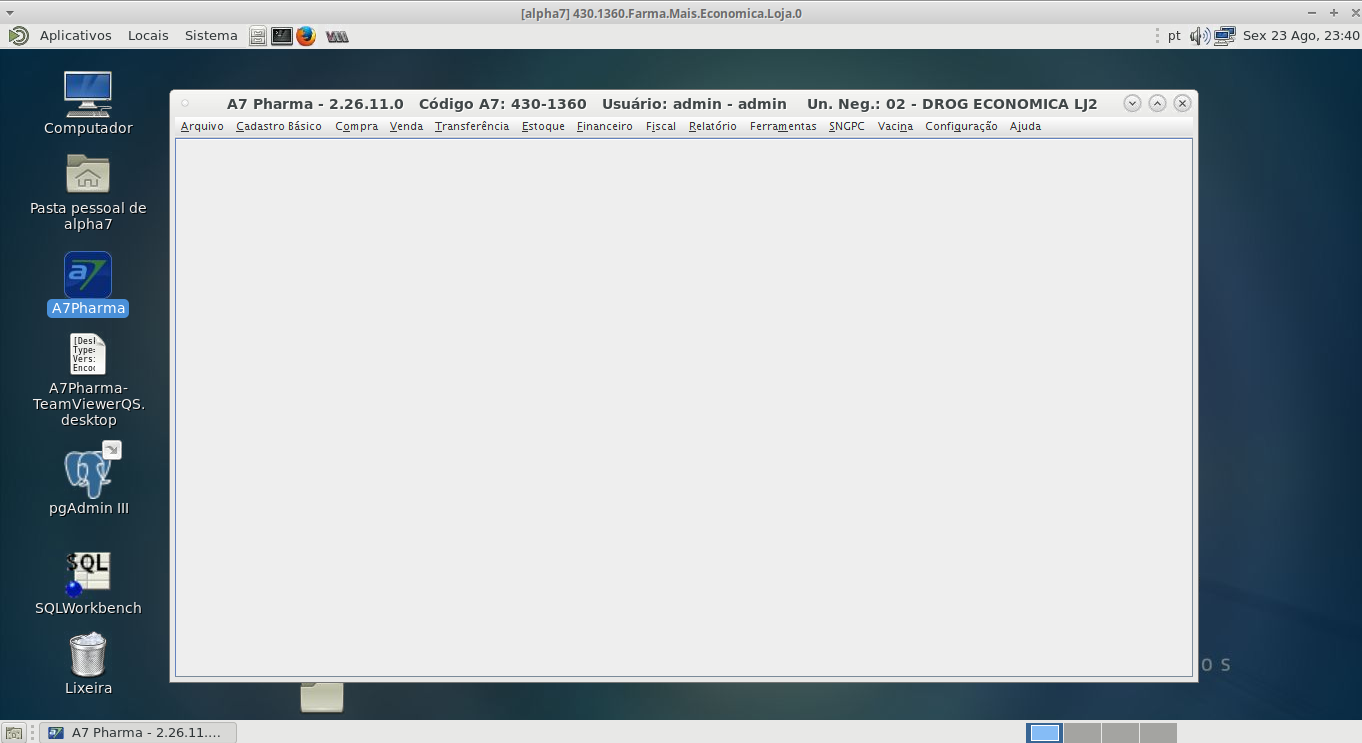 [alpha7] 430.1360.Farma.Mais.Economica.Loja.0
Aplicativos Locais Sistema pt Sex 23 Ago, 23:40
Computador
Pasta pessoal de
alpha7
a7
A7Pharma
[Desl
Type=
Vers:
Enco
A7Pharma-
TeamViewerQS.
desktop
pgAdmin III
SQL
SQLWorkbench
Lixeira
A7 Pharma - 2.26.11.0 Código A7: 430-1360 Usuário: admin - admin Un. Neg.: 02 - DROG ECONOMICA LJ2
Arquivo Cadastro Básico Compra Venda Transferência Estoque Financeiro Fiscal Relatório Ferramentas SNGPC Vacina Configuração Ajuda
OS
A7 Pharma - 2.26.11....